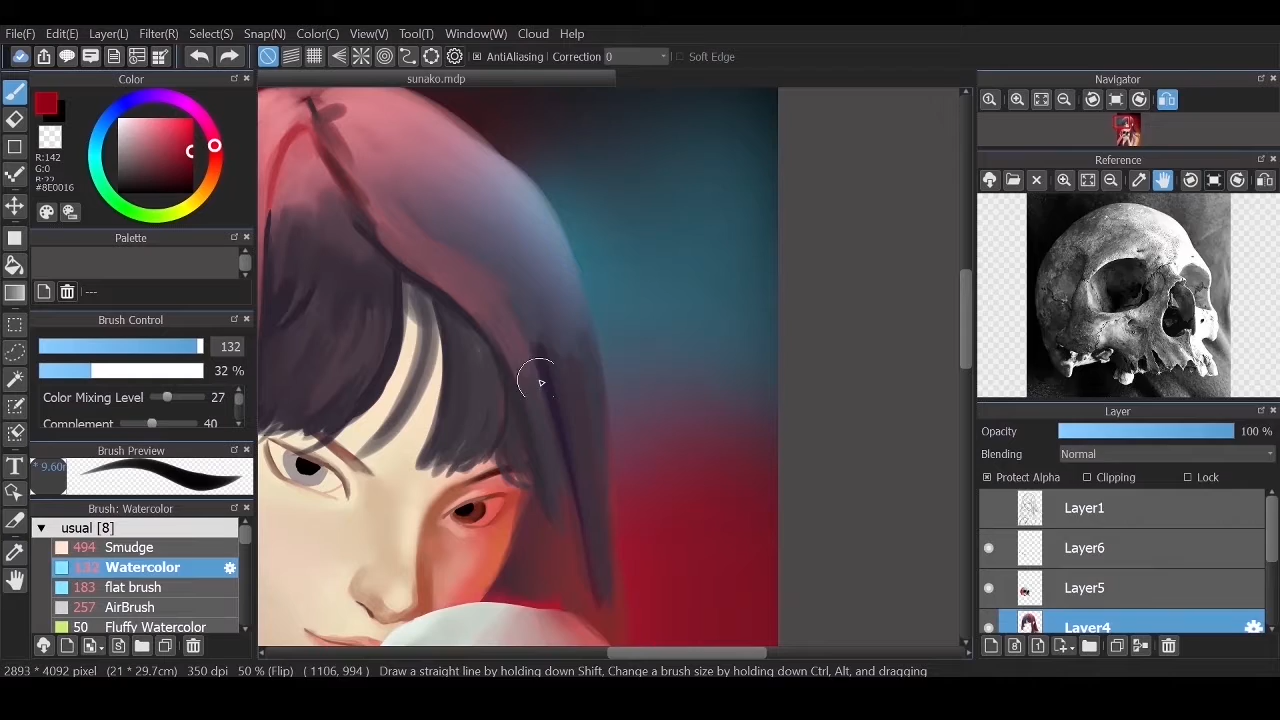 File(F) Edit(E) Layer(L) Filter(R) Select(S) Snap(N) Color(C) View(V) Tool(T) Window(W) Cloud Help
AntiAliasing Correction 0 Soft Edge
Color
sunako.mdp
Navigator
R:142
G:0
B:22
#8E0016
Reference
Palette
---
Brush Control
132
32 %
Color Mixing Level 27
Complement 40
Brush Preview
Layer
Opacity 100 %
Blending Normal
Protect Alpha Clipping Lock
Brush: Watercolor
usual [8]
494 Smudge
132 Watercolor
183 flat brush
257 AirBrush
50 Fluffy Watercolor
Layer1
Layer6
Layer5
Layer4
2893 * 4092 pixel (21 * 29.7cm) 350 dpi 50 % (Flip) ( 1106, 994 ) Draw a straight line by holding down Shift, Change a brush size by holding down Ctrl, Alt, and dragging